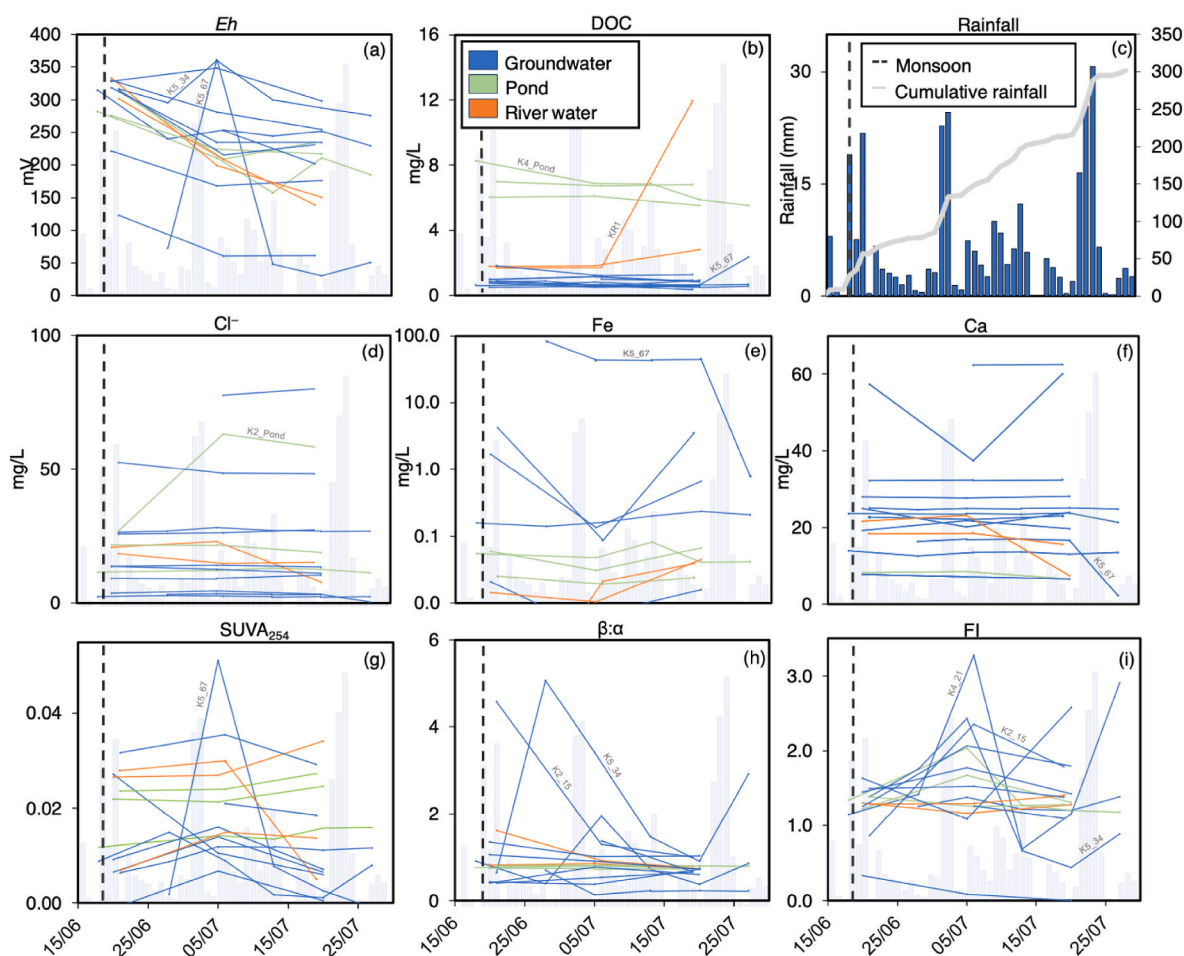 Eh
DOC
Rainfall
400
350
300
250
200
150
100
50
0
mV
(a)
K5_34
K5_67
16
12
8
4
0
mg/L
(b)
Groundwater
Pond
River water
K4_Pond
KR1
K5_67
30
15
0
Rainfall (mm)
(c)
Monsoon
Cumulative rainfall
350
300
250
200
150
100
50
0
Cl⁻
Fe
Ca
100
50
0
mg/L
(d)
K2_Pond
100.0
10.0
1.0
0.1
0.0
mg/L
(e)
K5_67
60
40
20
0
mg/L
(f)
K5_67
SUVA₂₅₄
β:α
FI
0.04
0.02
0.00
(g)
K5_67
15/06
25/06
05/07
15/07
25/07
6
4
2
0
(h)
K2_15
K5_34
15/06
25/06
05/07
15/07
25/07
3.0
2.0
1.0
0.0
(i)
K4_21
K2_15
K5_34
15/06
25/06
05/07
15/07
25/07